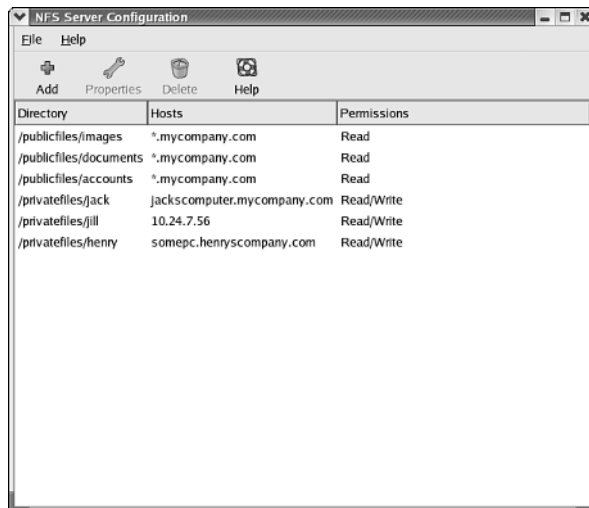 NFS Server Configuration
File Help
Add Properties Delete Help
Directory Hosts Permissions
/publicfiles/images *.mycompany.com Read
/publicfiles/documents *.mycompany.com Read
/publicfiles/accounts *.mycompany.com Read
/privatefiles/jack jackscomputer.mycompany.com Read/Write
/privatefiles/jill 10.24.7.56 Read/Write
/privatefiles/henry somepc.henryscompany.com Read/Write